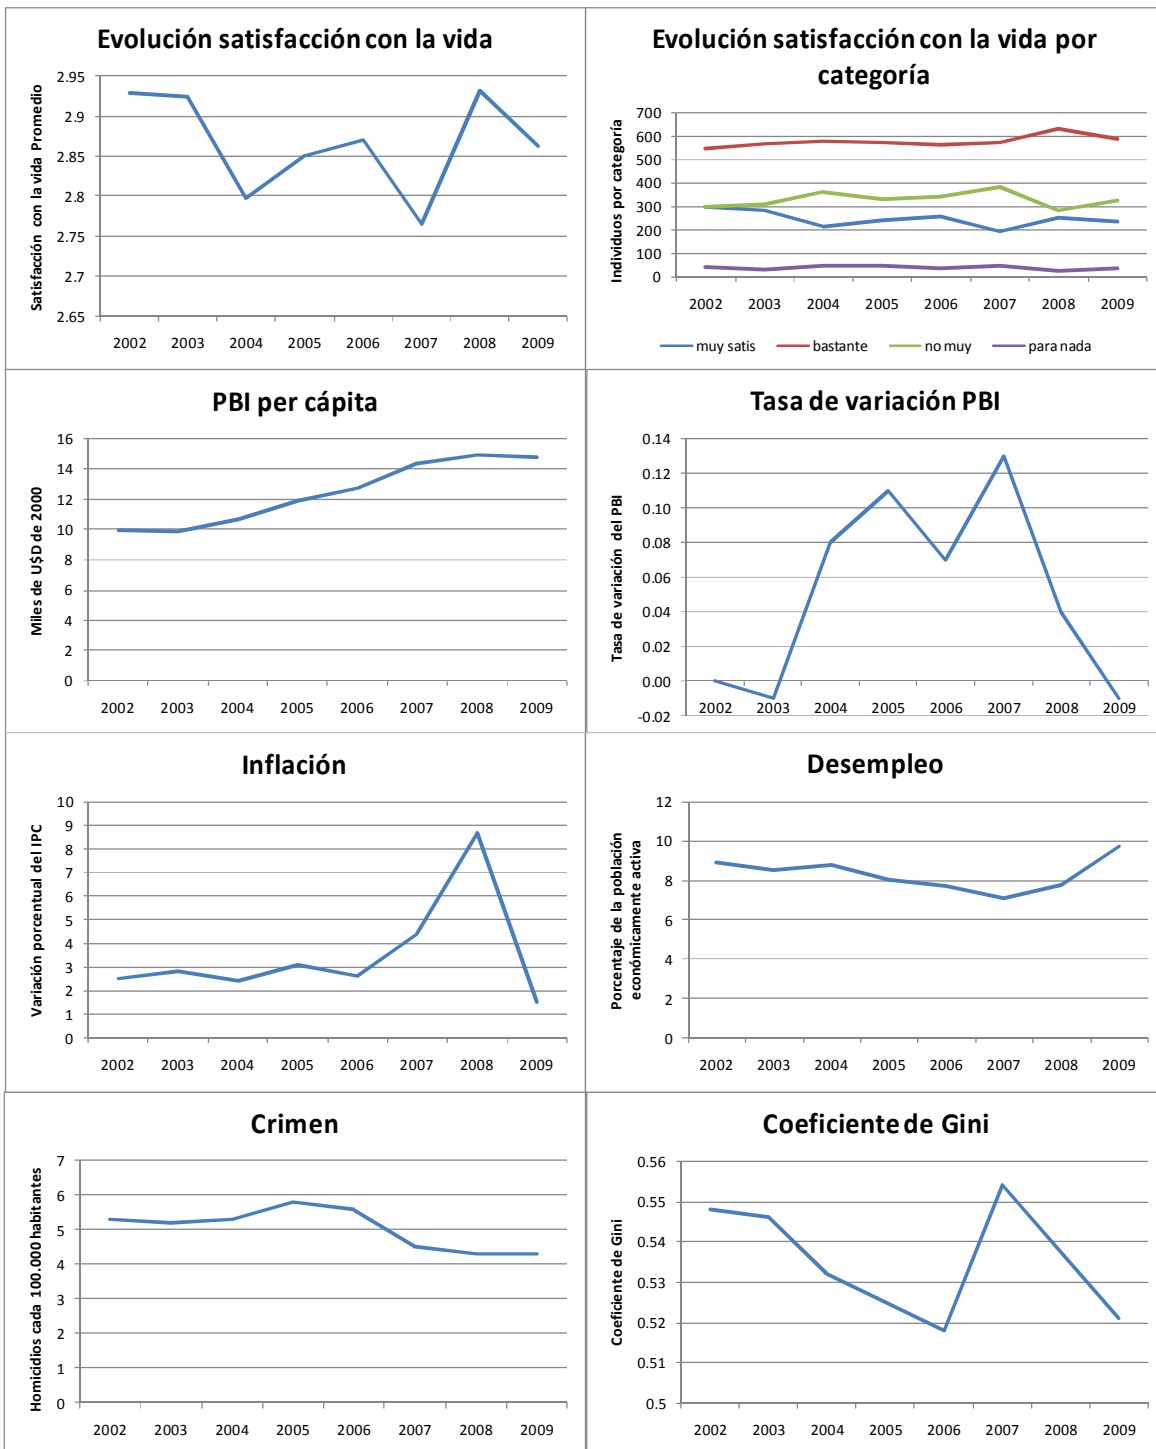 Evolución satisfacción con la vida
Satisfacción con la vida Promedio
2.95
2.9
2.85
2.8
2.75
2.7
2.65
2002 2003 2004 2005 2006 2007 2008 2009
Evolución satisfacción con la vida por
categoría
Individuos por categoría
700
600
500
400
300
200
100
0
2002 2003 2004 2005 2006 2007 2008 2009
muy satis bastante no muy para nada
PBI per cápita
Miles de U$D de 2000
16
14
12
10
8
6
4
2
0
2002 2003 2004 2005 2006 2007 2008 2009
Tasa de variación PBI
Tasa de variación del PBI
0.14
0.12
0.10
0.08
0.06
0.04
0.02
0.00
-0.02
2002 2003 2004 2005 2006 2007 2008 2009
Inflación
Variación porcentual del IPC
10
9
8
7
6
5
4
3
2
1
0
2002 2003 2004 2005 2006 2007 2008 2009
Desempleo
Porcentaje de la población
económicamente activa
12
10
8
6
4
2
0
2002 2003 2004 2005 2006 2007 2008 2009
Crimen
Homicidios cada 100.000 habitantes
7
6
5
4
3
2
1
0
2002 2003 2004 2005 2006 2007 2008 2009
Coeficiente de Gini
Coeficiente de Gini
0.56
0.55
0.54
0.53
0.52
0.51
0.5
2002 2003 2004 2005 2006 2007 2008 2009